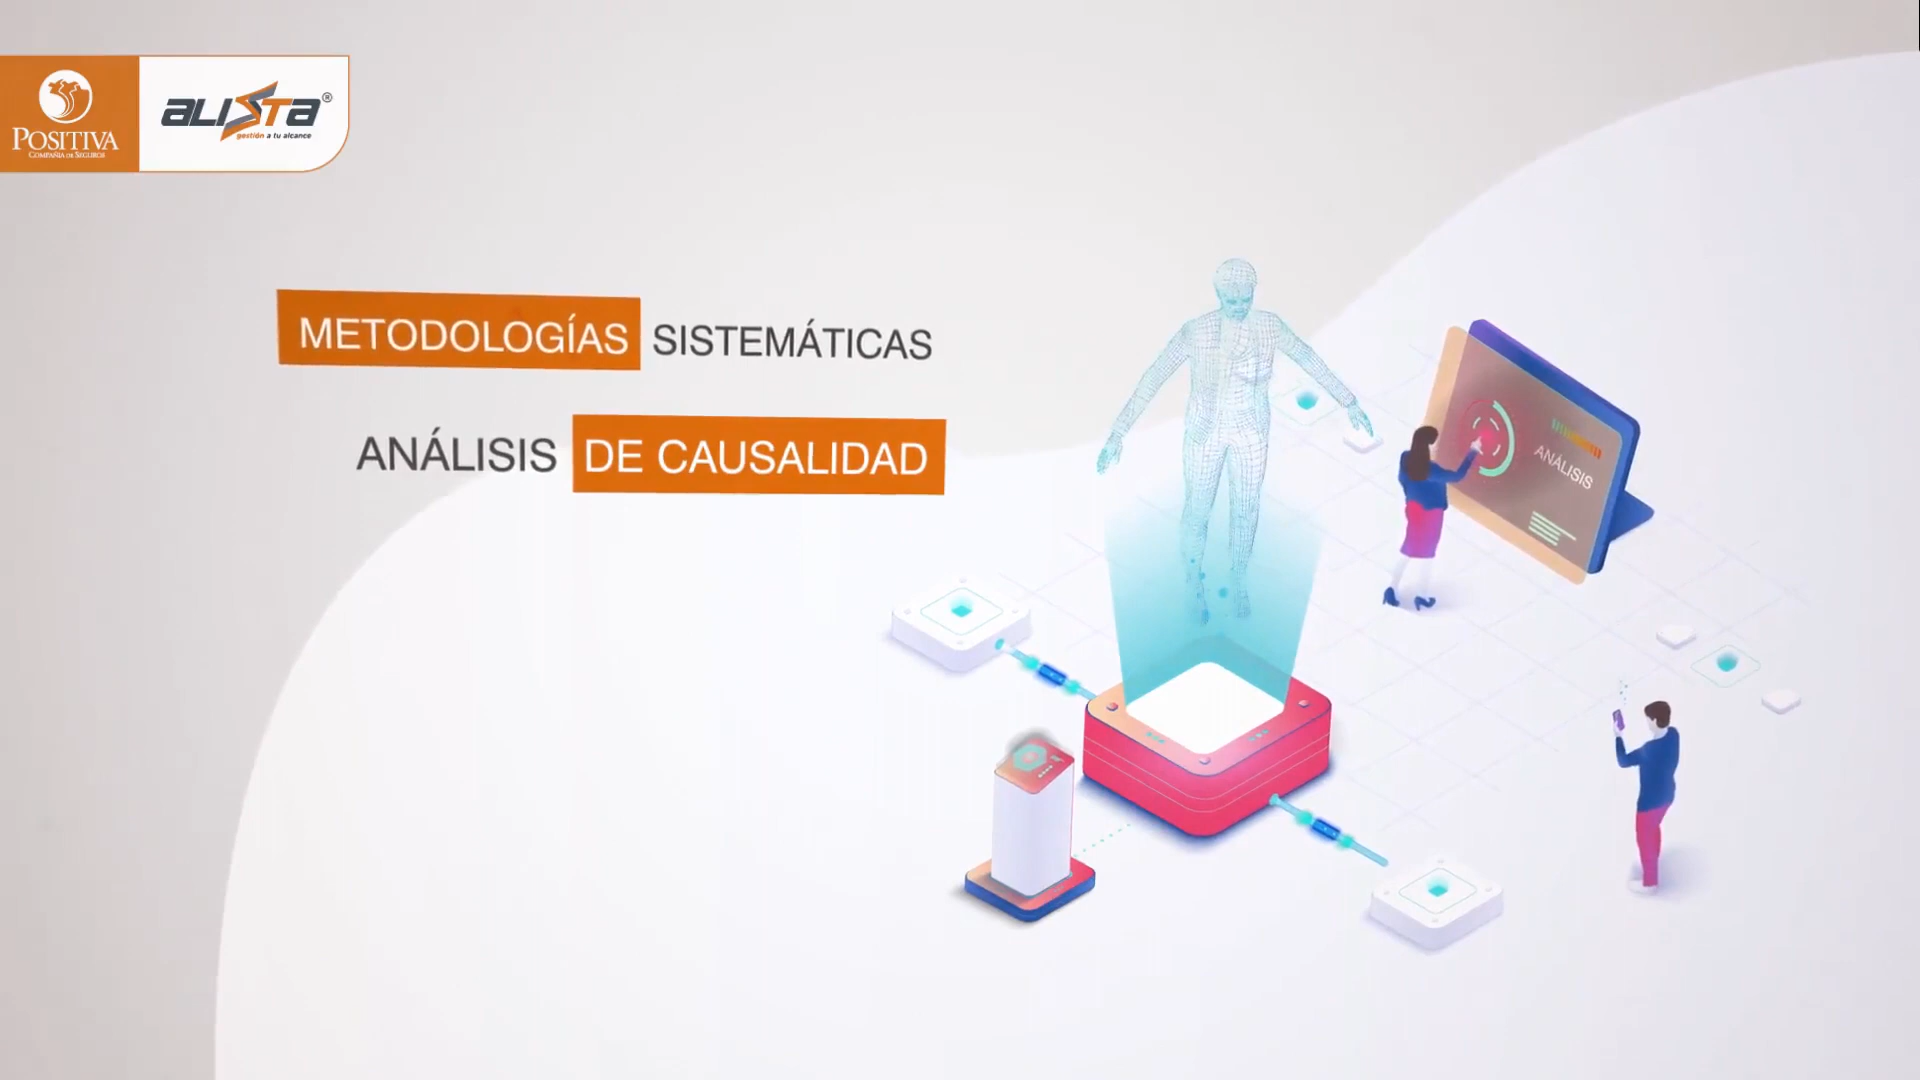 POSITIVA
COMPAÑÍA DE SEGUROS
ALISTA®
gestión a tu alcance
METODOLOGÍAS SISTEMÁTICAS
ANÁLISIS DE CAUSALIDAD
ANÁLISIS